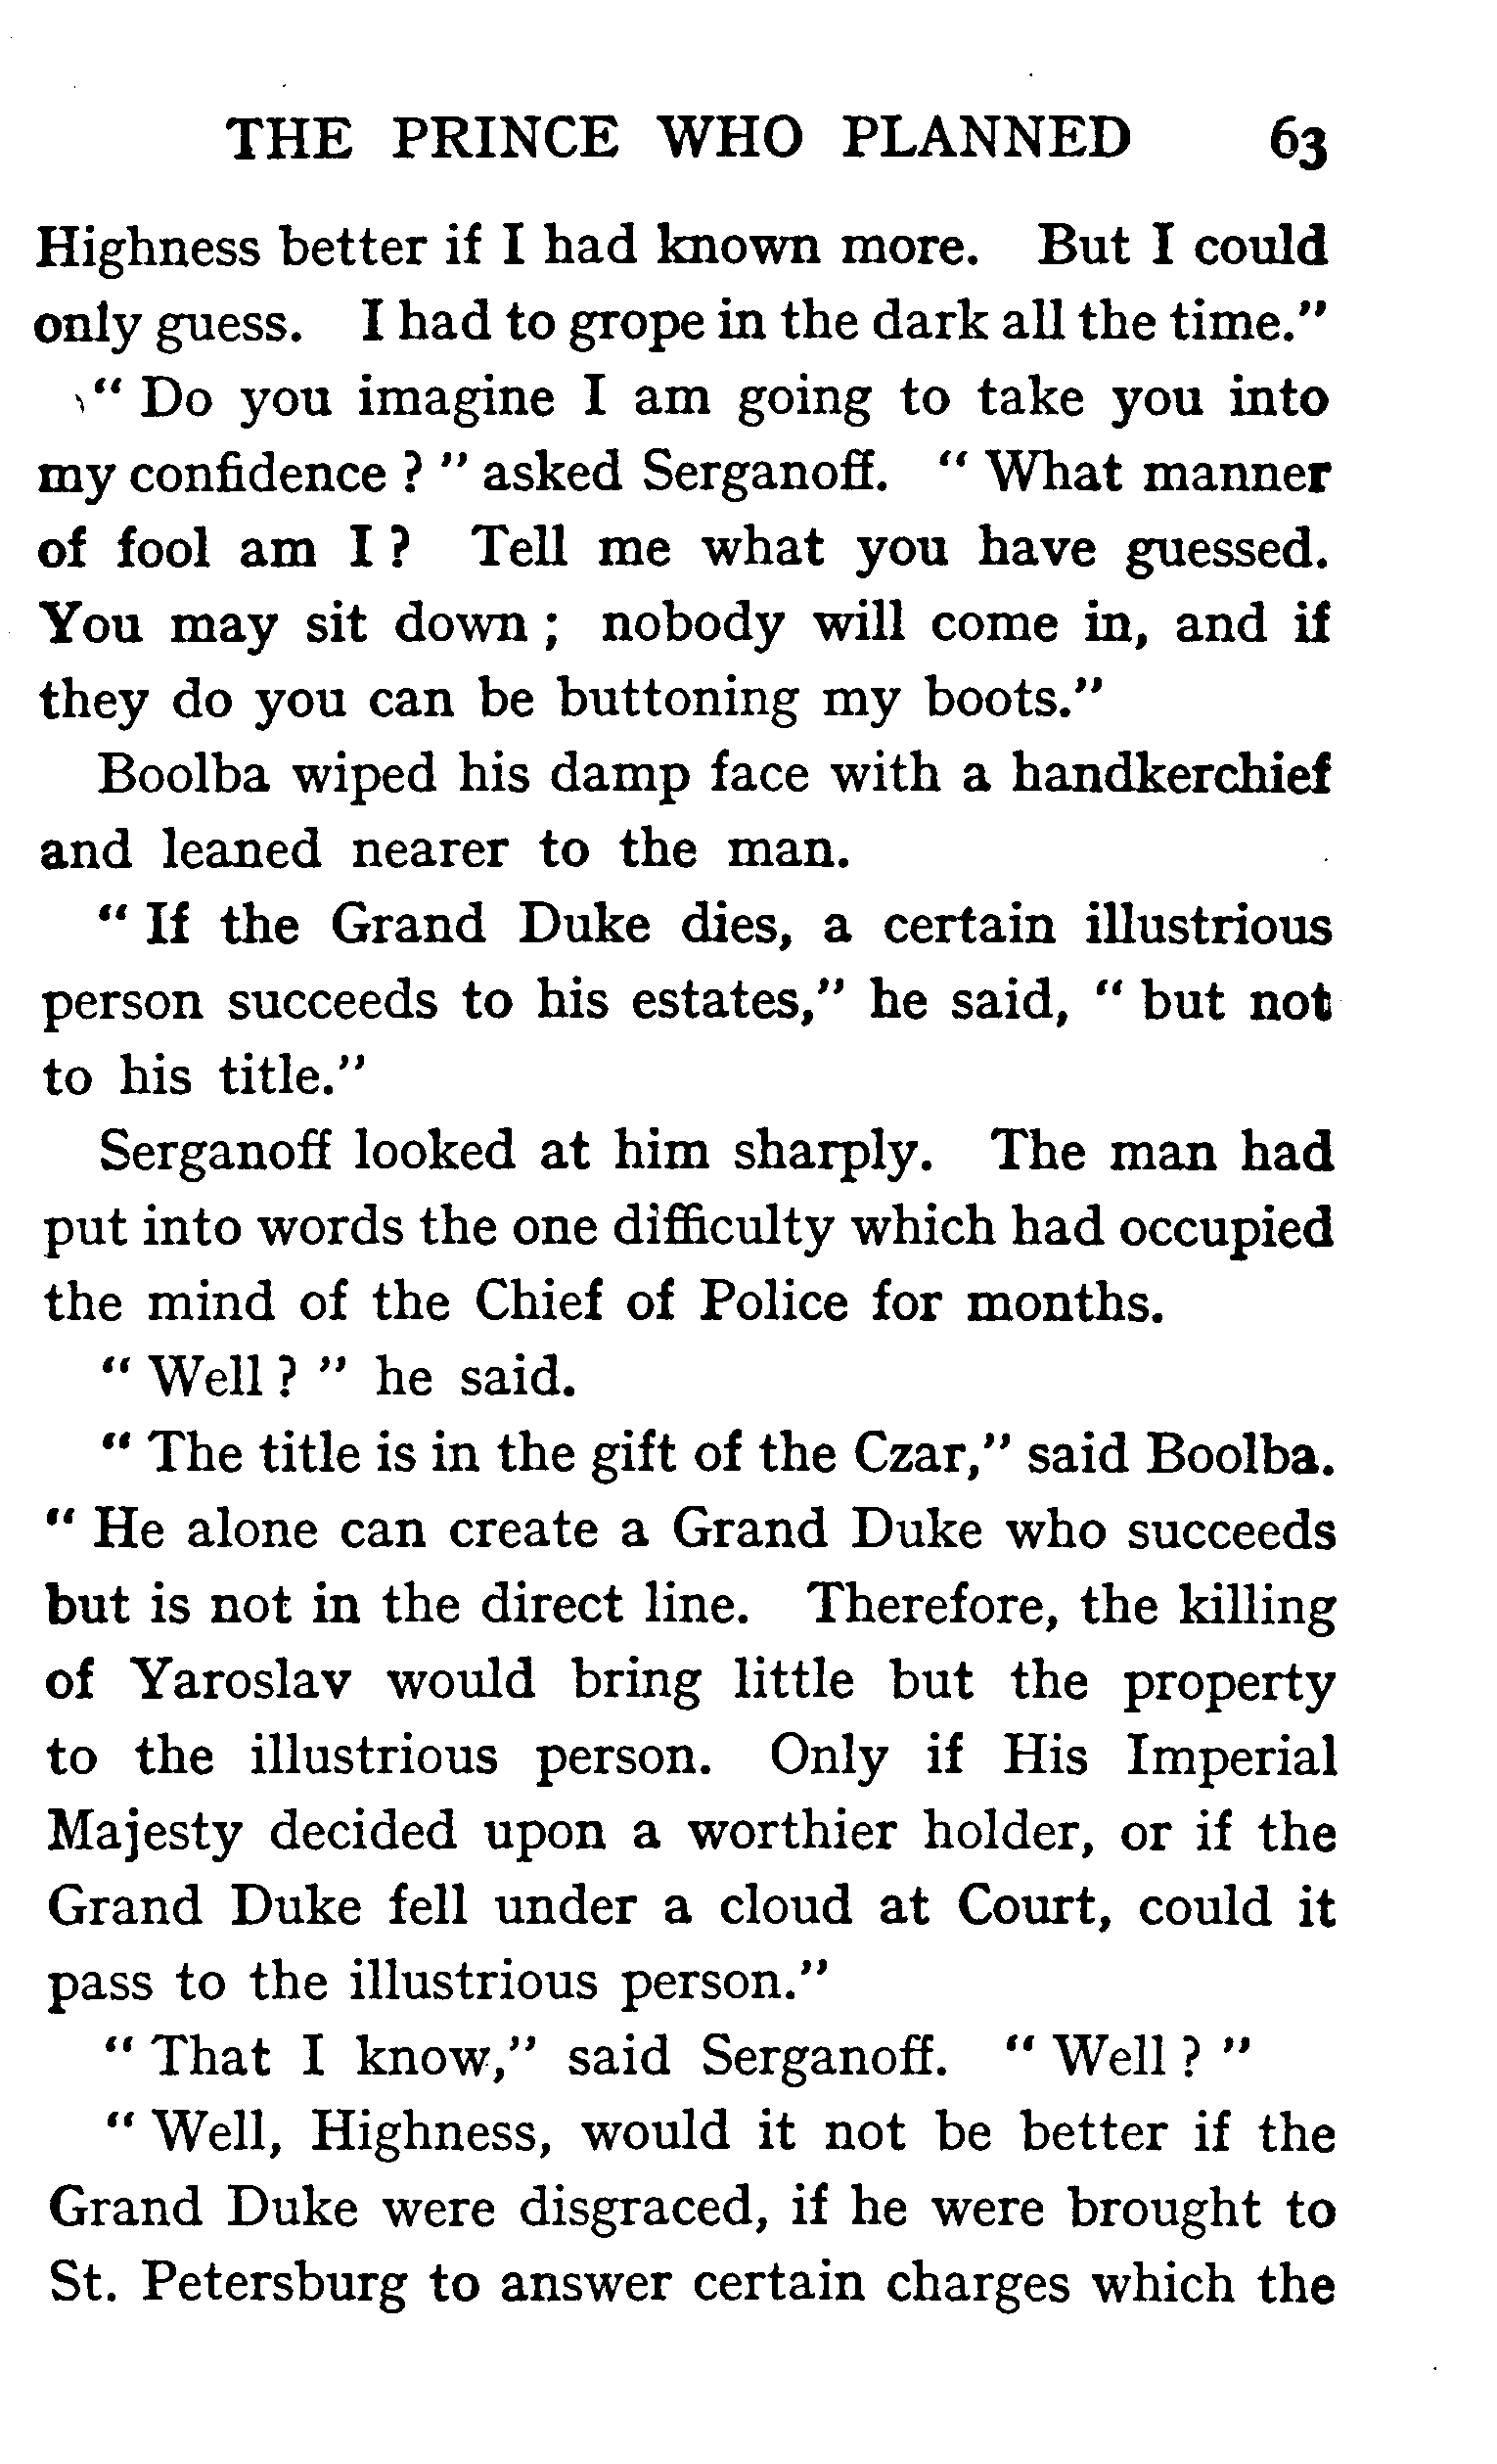 THE PRINCE WHO PLANNED 63
Highness better if I had known more. But I could
only guess. I had to grope in the dark all the time."
" Do you imagine I am going to take you into
my confidence ? " asked Serganoff. " What manner
of fool am I ? Tell me what you have guessed.
You may sit down ; nobody will come in, and if
they do you can be buttoning my boots."
Boolba wiped his damp face with a handkerchief
and leaned nearer to the man.
" If the Grand Duke dies, a certain illustrious
person succeeds to his estates," he said, " but not
to his title."
Serganoff looked at him sharply. The man had
put into words the one difficulty which had occupied
the mind of the Chief of Police for months.
" Well ? " he said.
" The title is in the gift of the Czar," said Boolba.
" He alone can create a Grand Duke who succeeds
but is not in the direct line. Therefore, the killing
of Yaroslav would bring little but the property
to the illustrious person. Only if His Imperial
Majesty decided upon a worthier holder, or if the
Grand Duke fell under a cloud at Court, could it
pass to the illustrious person."
" That I know," said Serganoff. " Well ? "
" Well, Highness, would it not be better if the
Grand Duke were disgraced, if he were brought to
St. Petersburg to answer certain charges which the